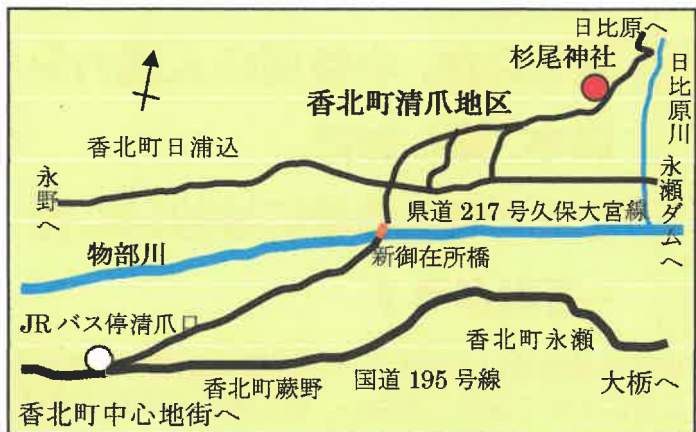 日比原へ
杉尾神社
日比原川
香北町清爪地区
香北町日浦込
永野へ
永瀬ダムへ
県道217号久保大宮線
物部川
新御在所橋
JRバス停清爪口
香北町永瀬
香北町蕨野
国道195号線
大栃へ
香北町中心地街へ